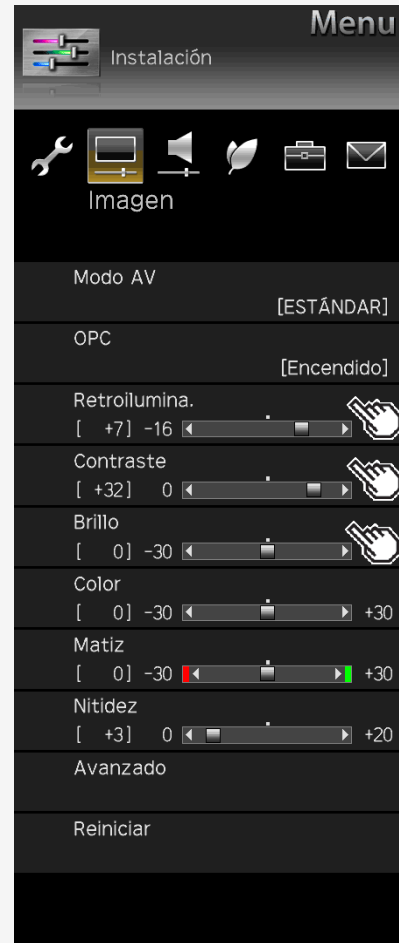 Menu
Instalación
Imagen
Modo AV
[ESTÁNDAR]
OPC
[Encendido]
Retroilumina.
[ +7] -16
Contraste
[ +32] 0
Brillo
[ 0] -30
Color
[ 0] -30 +30
Matiz
[ 0] -30 +30
Nitidez
[ +3] 0 +20
Avanzado
Reiniciar